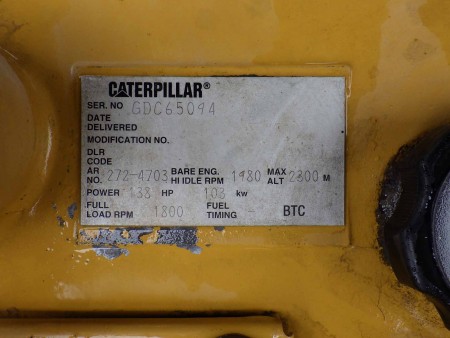 CATERPILLAR®
SER. NO. GDC65094
DATE
DELIVERED
MODIFICATION NO.
DLR
CODE
AR 272-4703 BARE ENG. 1980 MAX 2800 M
NO. HI IDLE RPM ALT
POWER 138 HP 103 kw
FULL 1800 FUEL - BTC
LOAD RPM TIMING